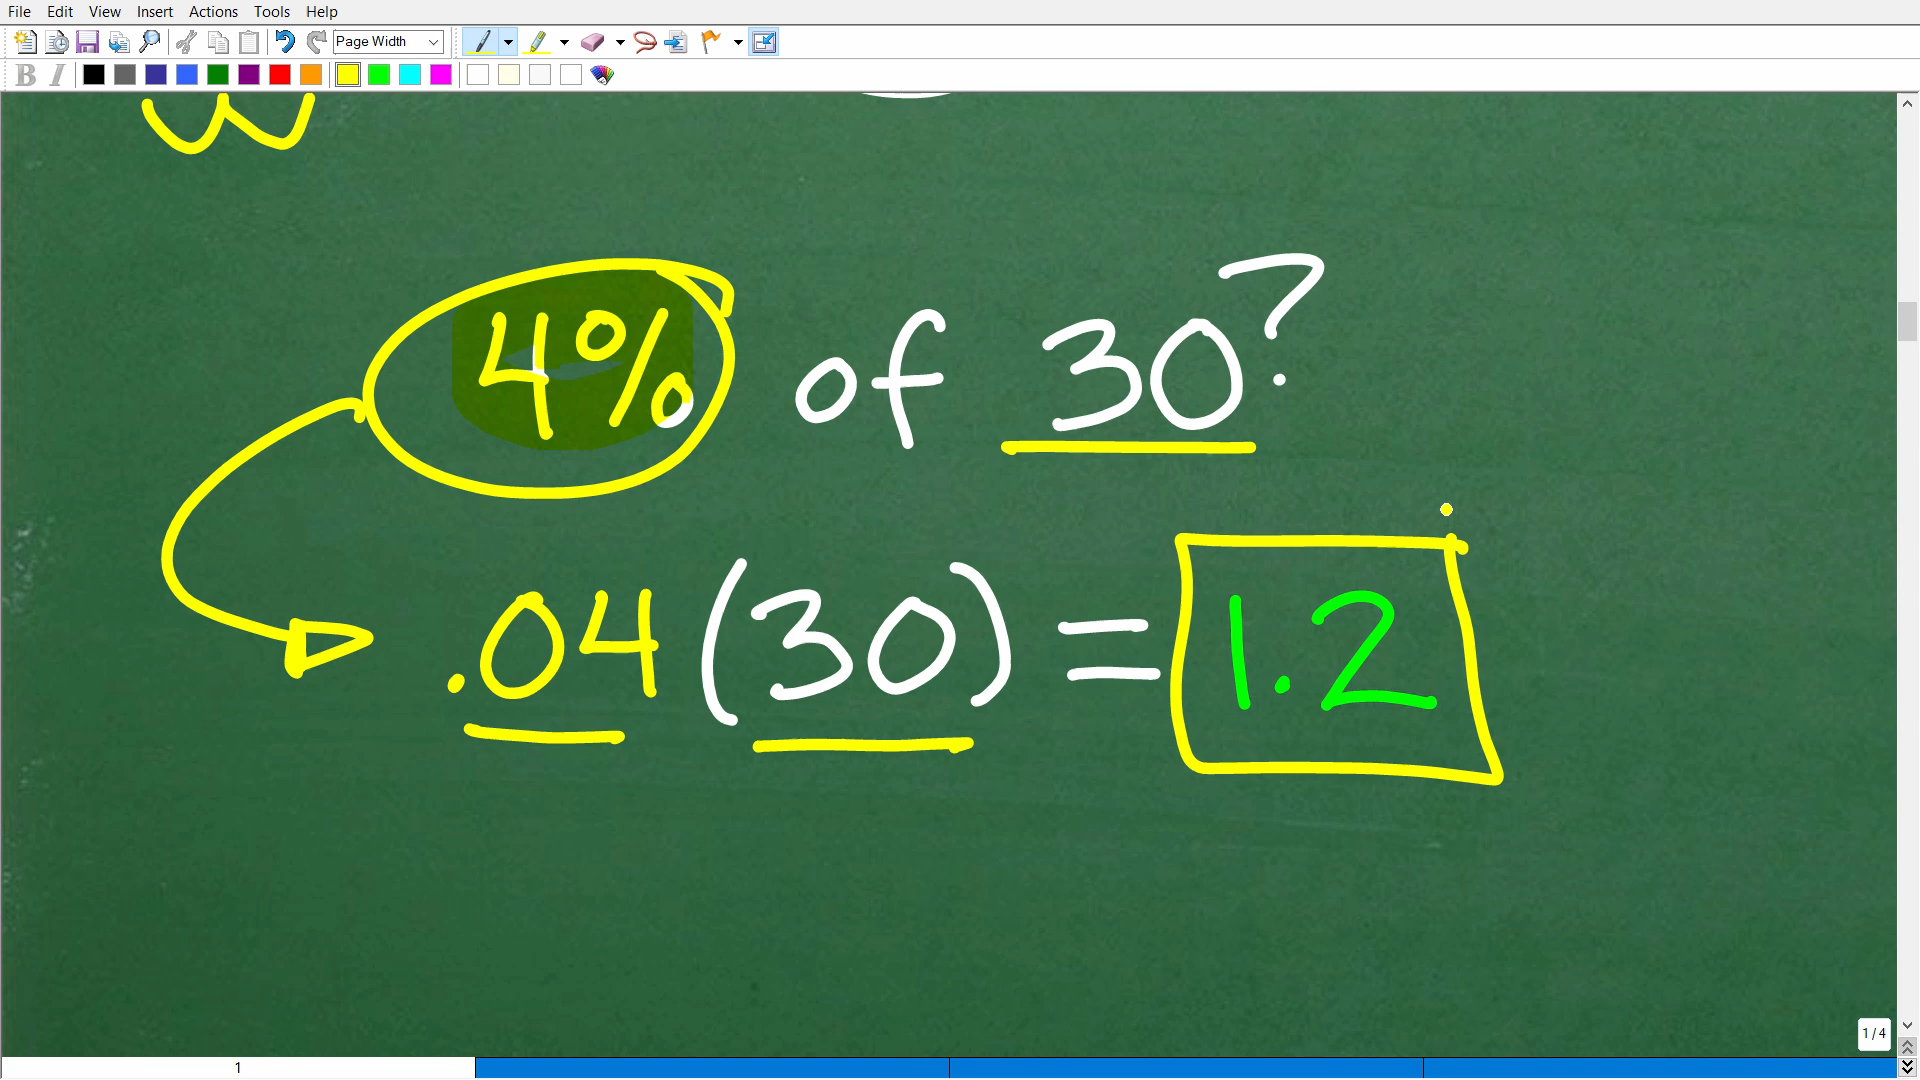 File Edit View Insert Actions Tools Help
Page Width
B I
4% of 30?
.04 (30) = 1.2
1 / 4
1